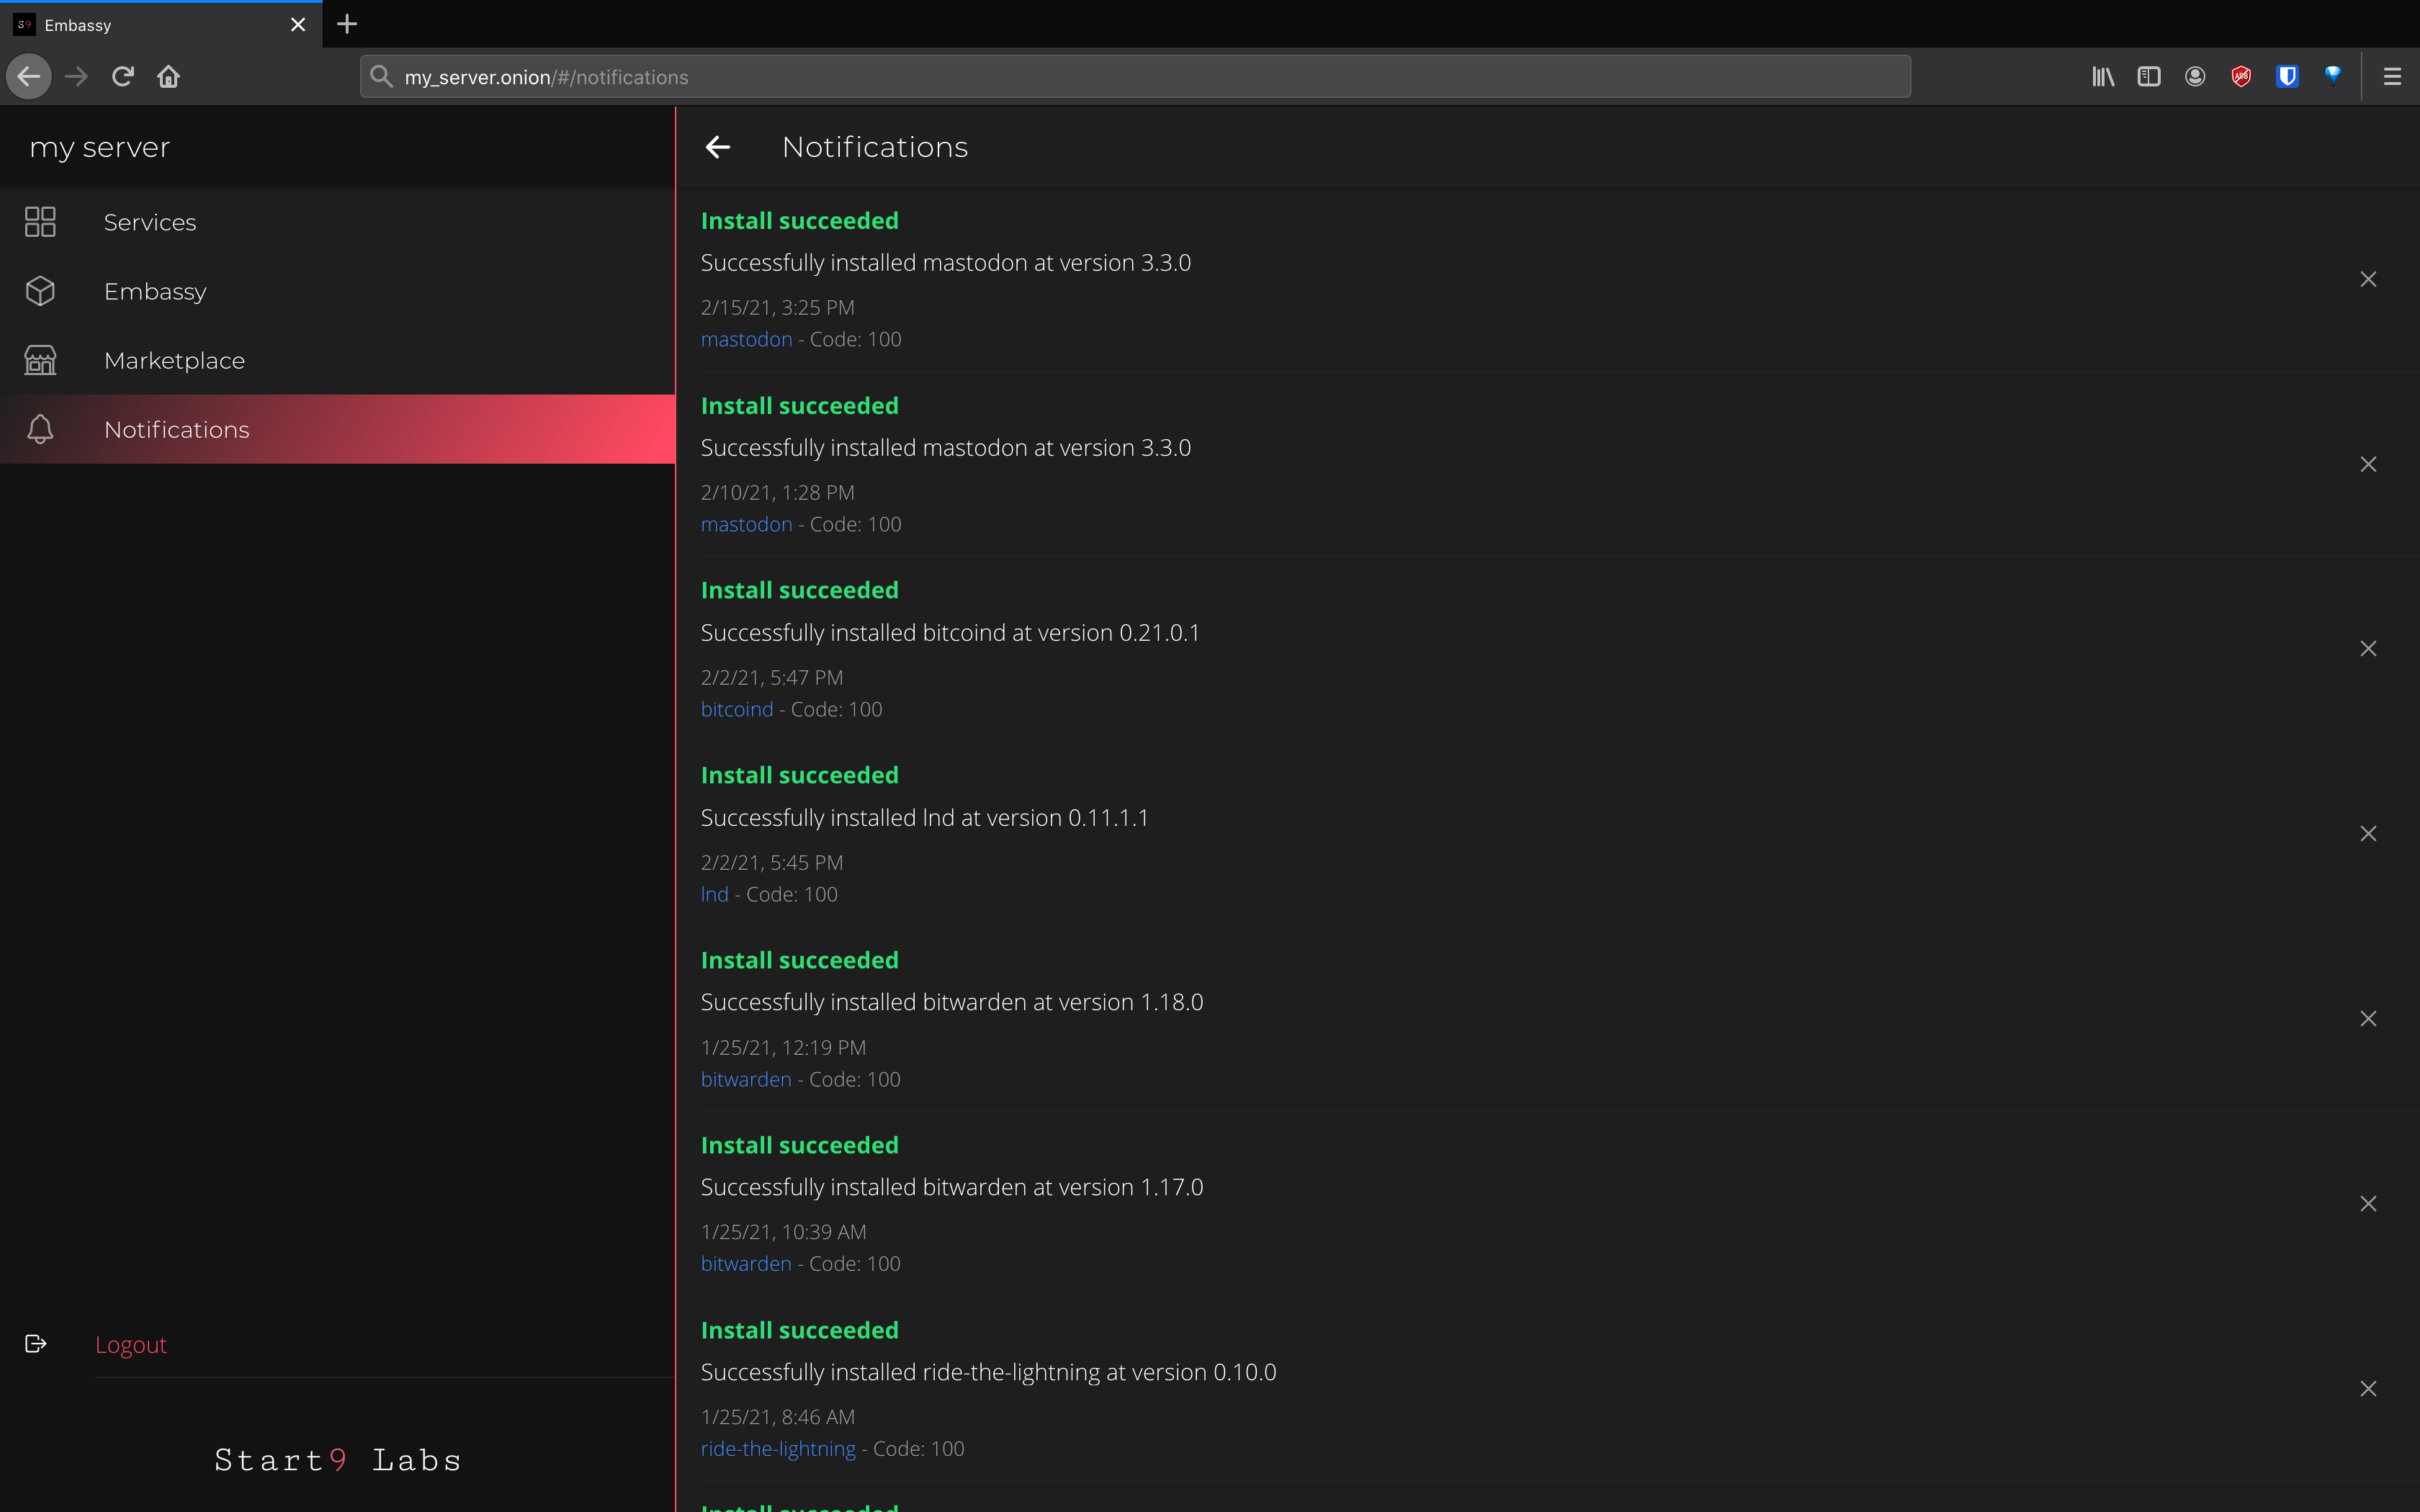 S9 Embassy
my_server.onion/#/notifications
my server
Services
Embassy
Marketplace
Notifications
Logout
Start9 Labs
Notifications
Install succeeded
Successfully installed mastodon at version 3.3.0
2/15/21, 3:25 PM
mastodon - Code: 100
Install succeeded
Successfully installed mastodon at version 3.3.0
2/10/21, 1:28 PM
mastodon - Code: 100
Install succeeded
Successfully installed bitcoind at version 0.21.0.1
2/2/21, 5:47 PM
bitcoind - Code: 100
Install succeeded
Successfully installed lnd at version 0.11.1.1
2/2/21, 5:45 PM
lnd - Code: 100
Install succeeded
Successfully installed bitwarden at version 1.18.0
1/25/21, 12:19 PM
bitwarden - Code: 100
Install succeeded
Successfully installed bitwarden at version 1.17.0
1/25/21, 10:39 AM
bitwarden - Code: 100
Install succeeded
Successfully installed ride-the-lightning at version 0.10.0
1/25/21, 8:46 AM
ride-the-lightning - Code: 100
Install succeeded